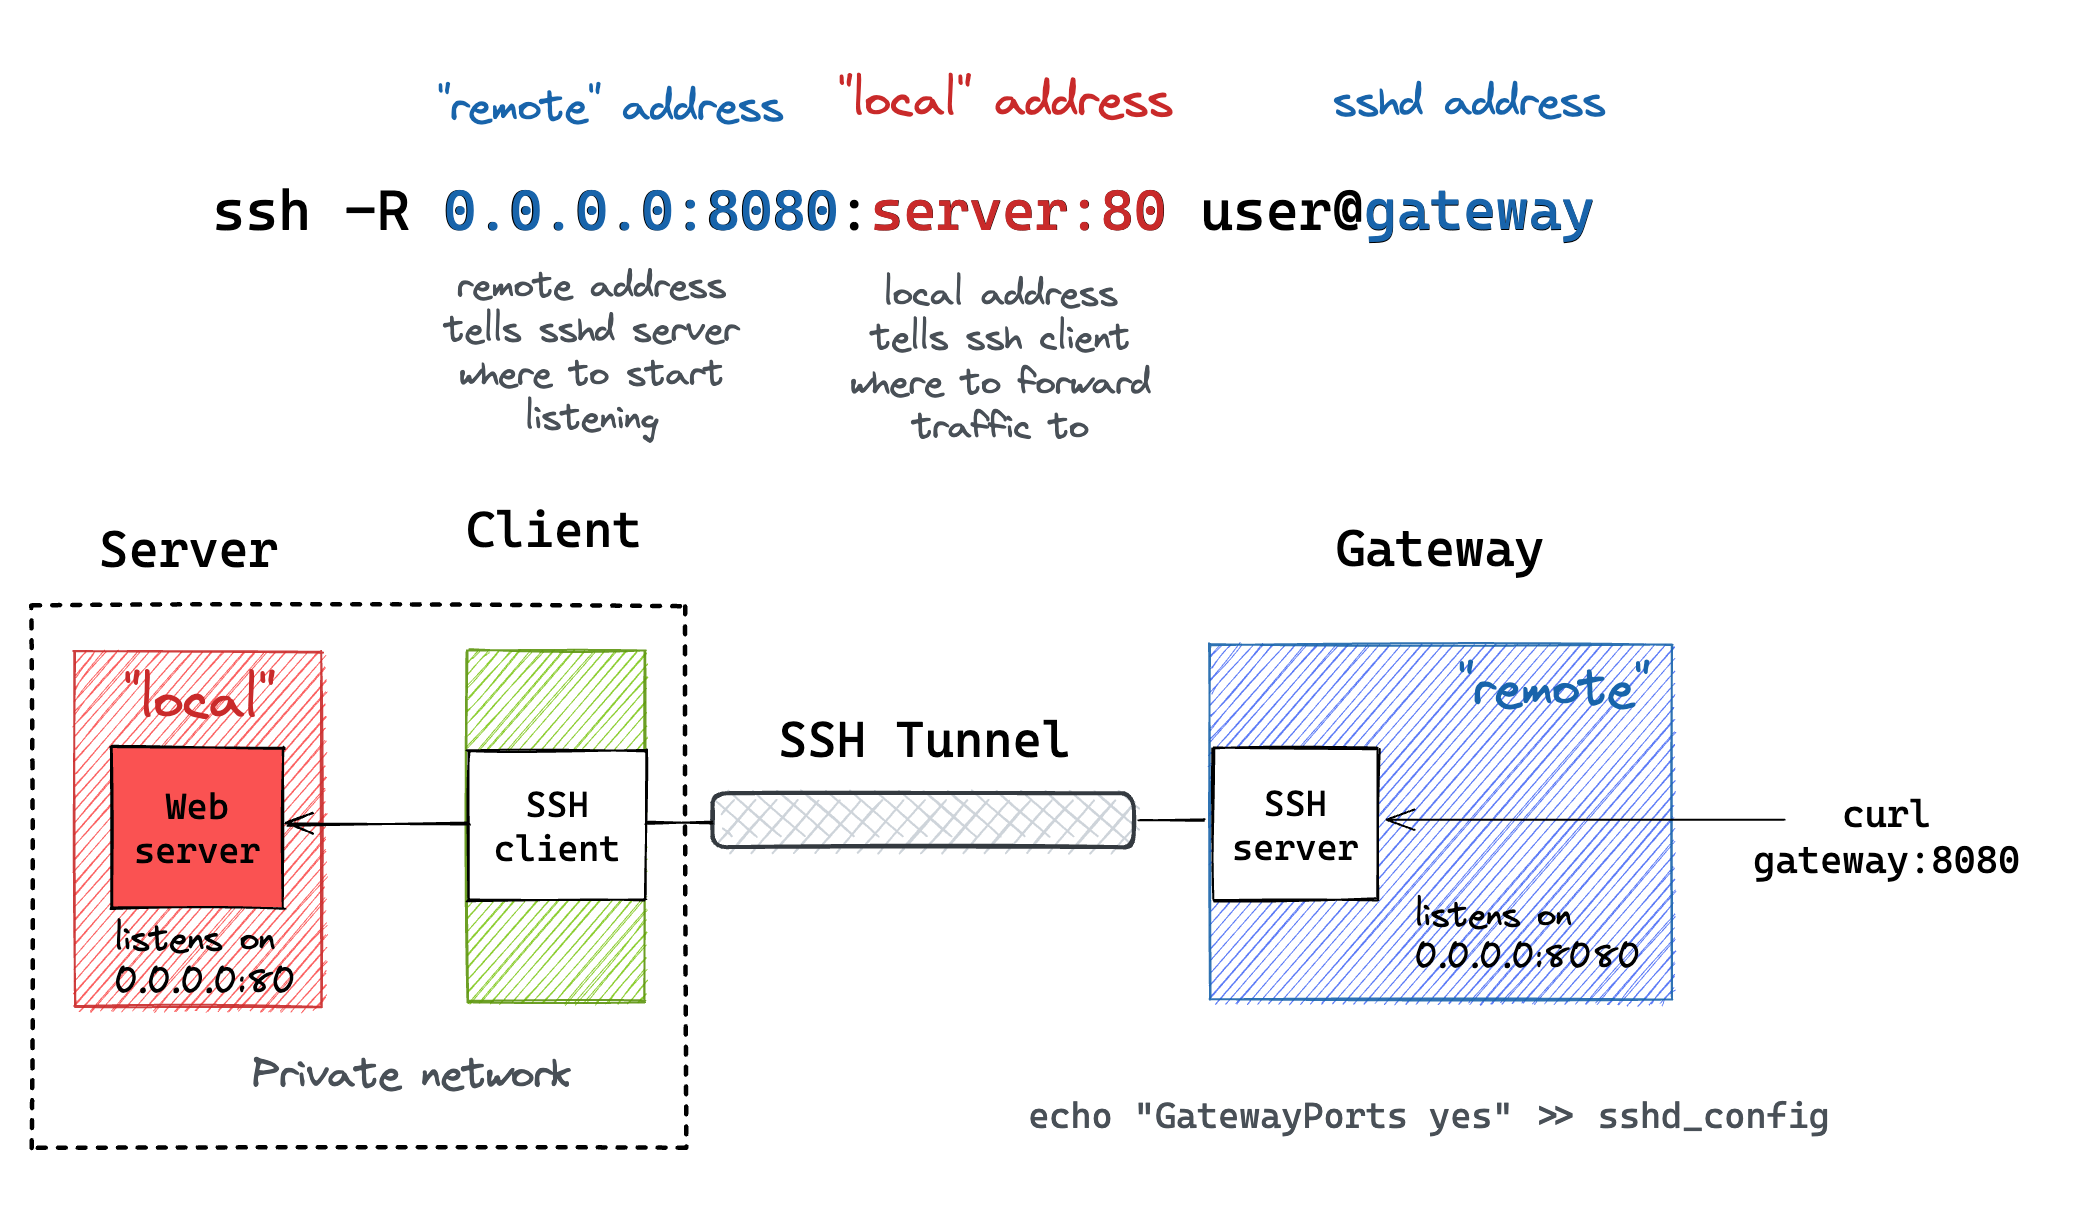 "remote" address "local" address sshd address
ssh -R 0.0.0.0:8080:server:80 user@gateway
remote address
tells sshd server
where to start
listening
local address
tells ssh client
where to forward
traffic to
Server
Client
Gateway
"local"
Web
server
listens on
0.0.0.0:80
SSH
client
Private network
SSH Tunnel
"remote"
SSH
server
listens on
0.0.0.0:8080
curl
gateway:8080
echo "GatewayPorts yes" >> sshd_config